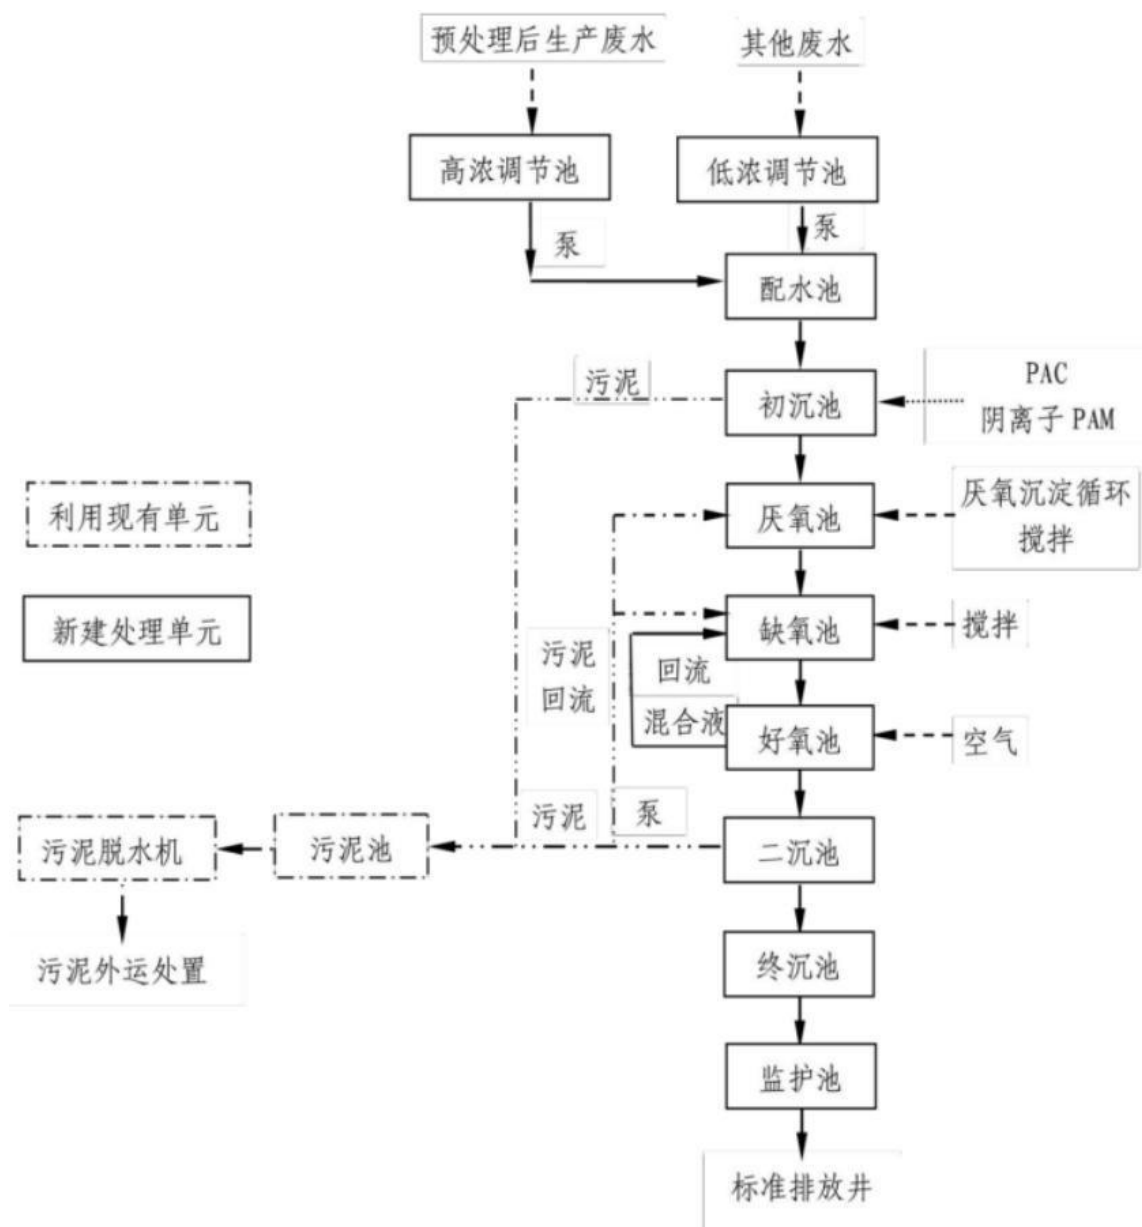 预处理后生产废水
其他废水
高浓调节池
低浓调节池
泵
泵
配水池
污泥
初沉池
PAC
阴离子 PAM
利用现有单元
厌氧池
厌氧沉淀循环
搅拌
新建处理单元
污泥
回流
缺氧池
搅拌
回流
混合液
好氧池
空气
污泥
泵
污泥脱水机
污泥池
二沉池
污泥外运处置
终沉池
监护池
标准排放井